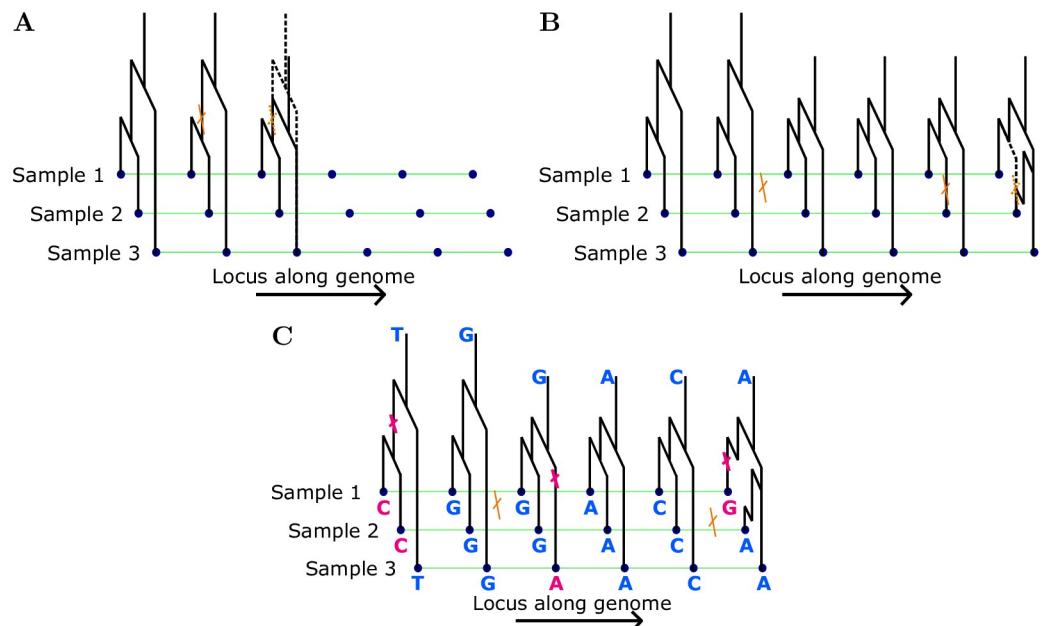 A
Sample 1
Sample 2
Sample 3
Locus along genome
B
Sample 1
Sample 2
Sample 3
Locus along genome
C
T G
G A C A
Sample 1
C G G A C G
Sample 2
C G G A C A
Sample 3
T G A A C A
Locus along genome